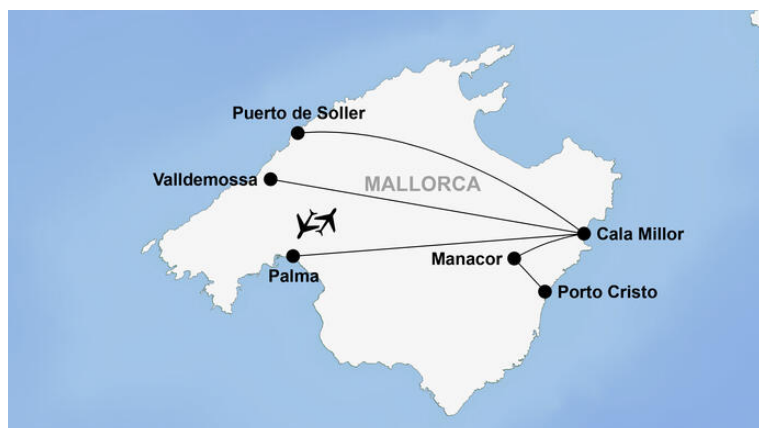 Puerto de Soller
Valldemossa
MALLORCA
Cala Millor
Manacor
Palma
Porto Cristo